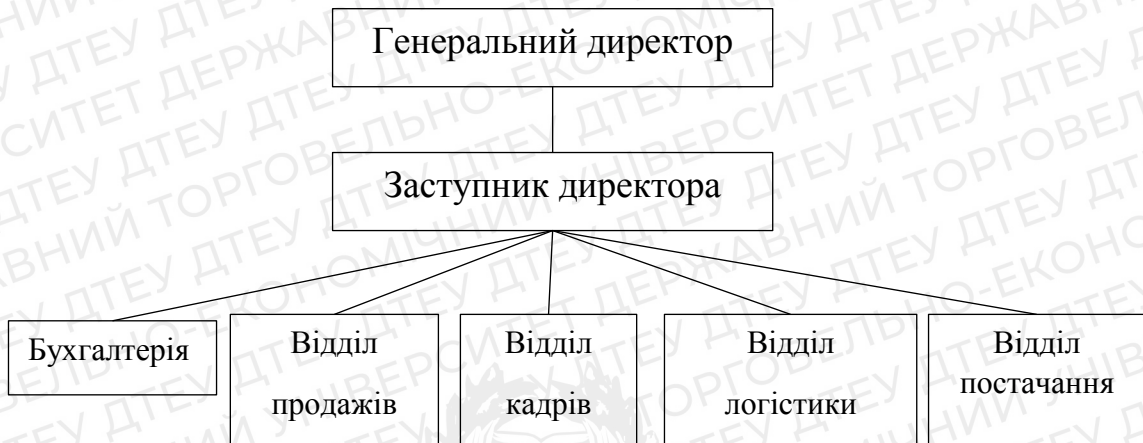 Генеральний директор
Заступник директора
Бухгалтерія
Відділ
продажів
Відділ
кадрів
Відділ
логістики
Відділ
постачання